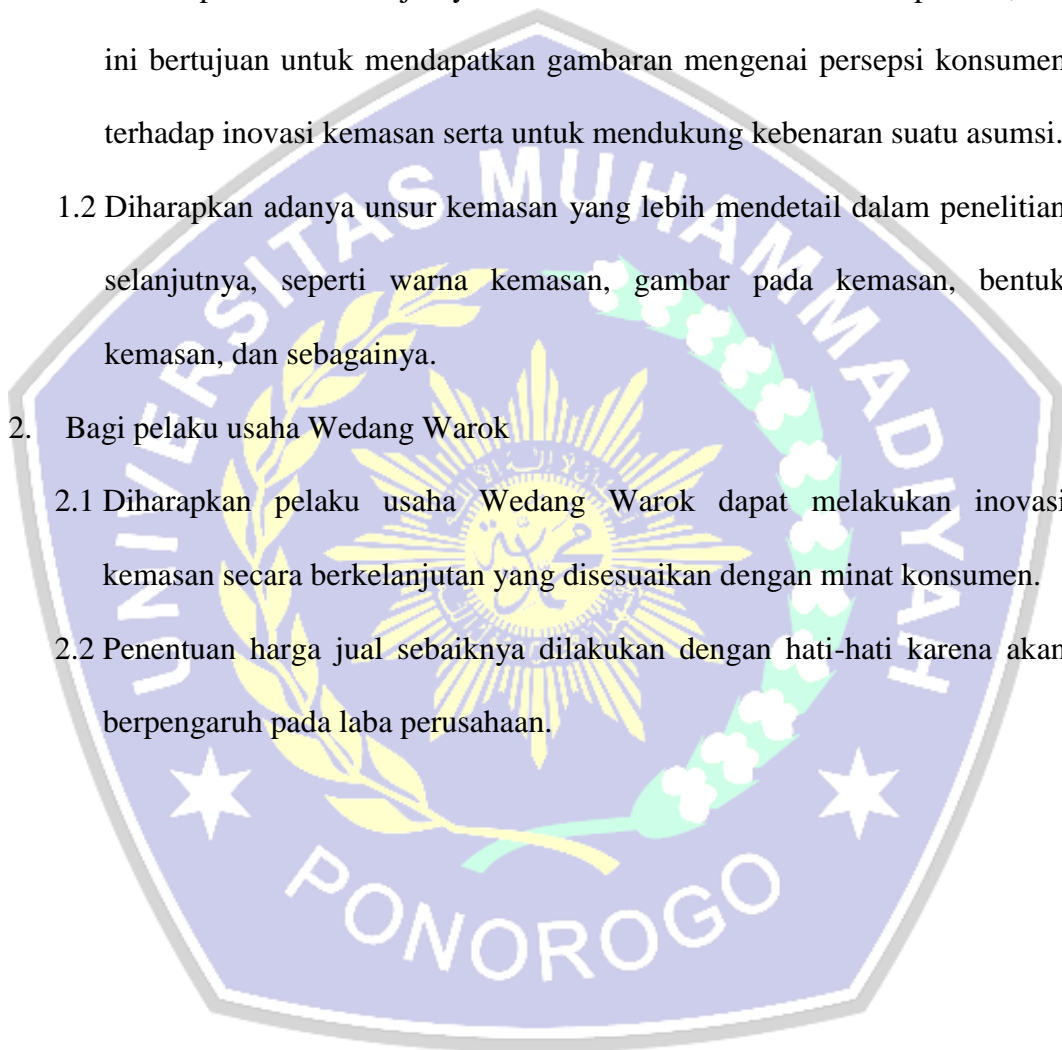 ini bertujuan untuk mendapatkan gambaran mengenai persepsi konsumen
terhadap inovasi kemasan serta untuk mendukung kebenaran suatu asumsi.
1.2 Diharapkan adanya unsur kemasan yang lebih mendetail dalam penelitian
selanjutnya, seperti warna kemasan, gambar pada kemasan, bentuk
kemasan, dan sebagainya.
2. Bagi pelaku usaha Wedang Warok
2.1 Diharapkan pelaku usaha Wedang Warok dapat melakukan inovasi
kemasan secara berkelanjutan yang disesuaikan dengan minat konsumen.
2.2 Penentuan harga jual sebaiknya dilakukan dengan hati-hati karena akan
berpengaruh pada laba perusahaan.
UNIVERSITAS MUHAMMADIYAH
PONOROGO